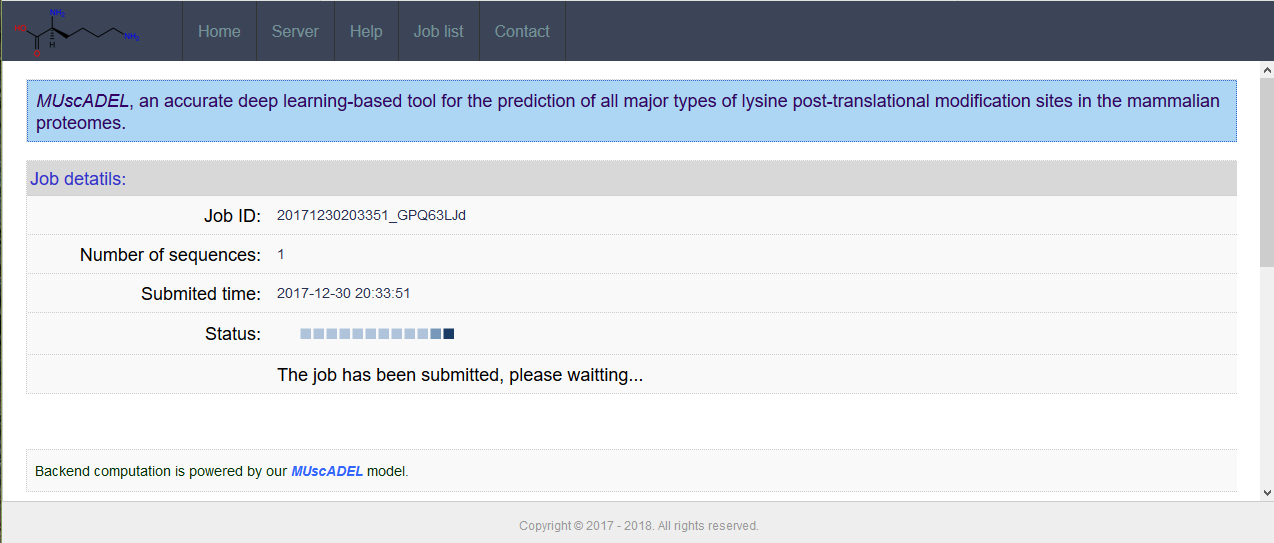 NH2
HO
NH2
H
O
Home Server Help Job list Contact
MUscADEL, an accurate deep learning-based tool for the prediction of all major types of lysine post-translational modification sites in the mammalian
proteomes.
Job detatils:
Job ID: 20171230203351_GPQ63LJd
Number of sequences: 1
Submited time: 2017-12-30 20:33:51
Status:
The job has been submitted, please waitting...
Backend computation is powered by our MUscADEL model.
Copyright © 2017 - 2018. All rights reserved.